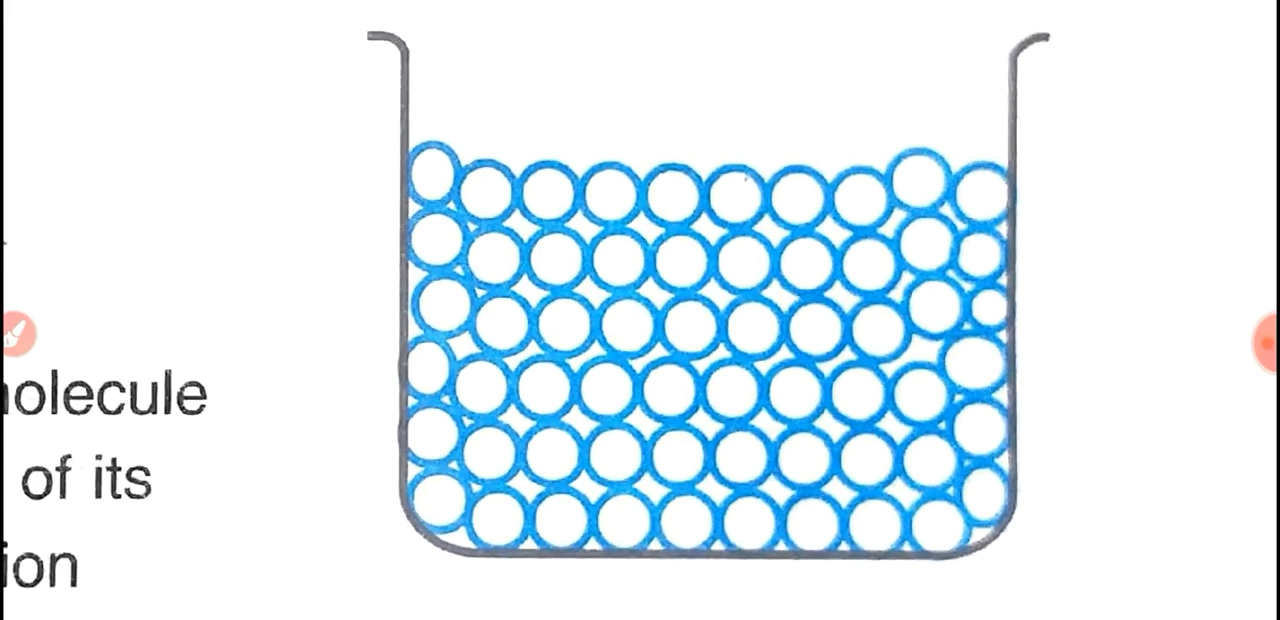 olecule
of its
ion